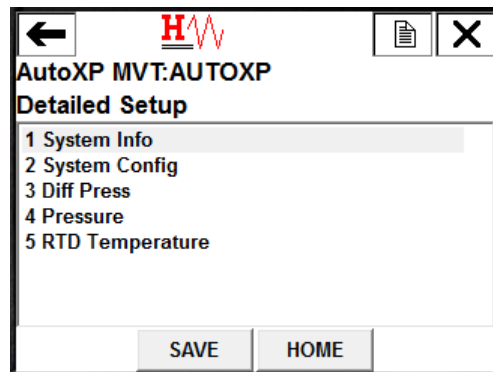 H
AutoXP MVT:AUTOXP
Detailed Setup
1 System Info
2 System Config
3 Diff Press
4 Pressure
5 RTD Temperature
SAVE HOME